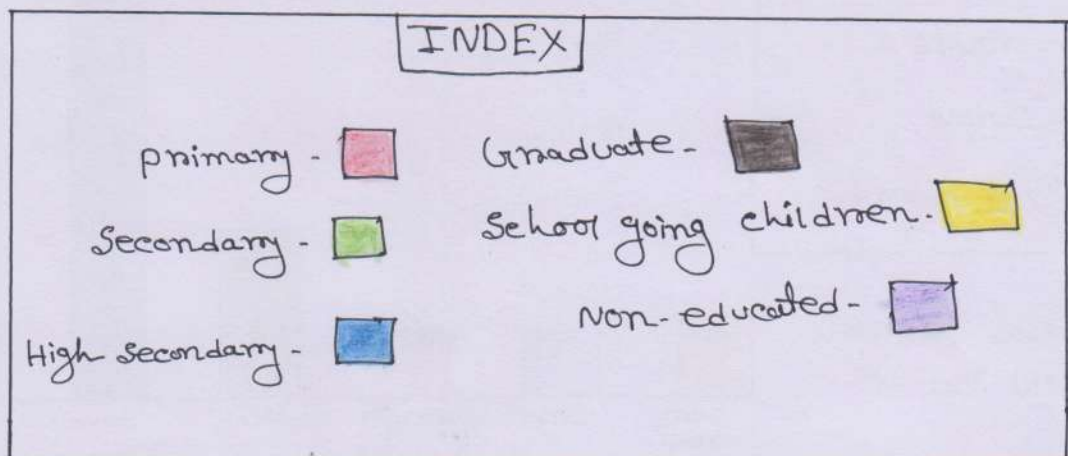 INDEX
primary -
Secondary -
High Secondary -
Graduate -
School going children -
Non-educated -